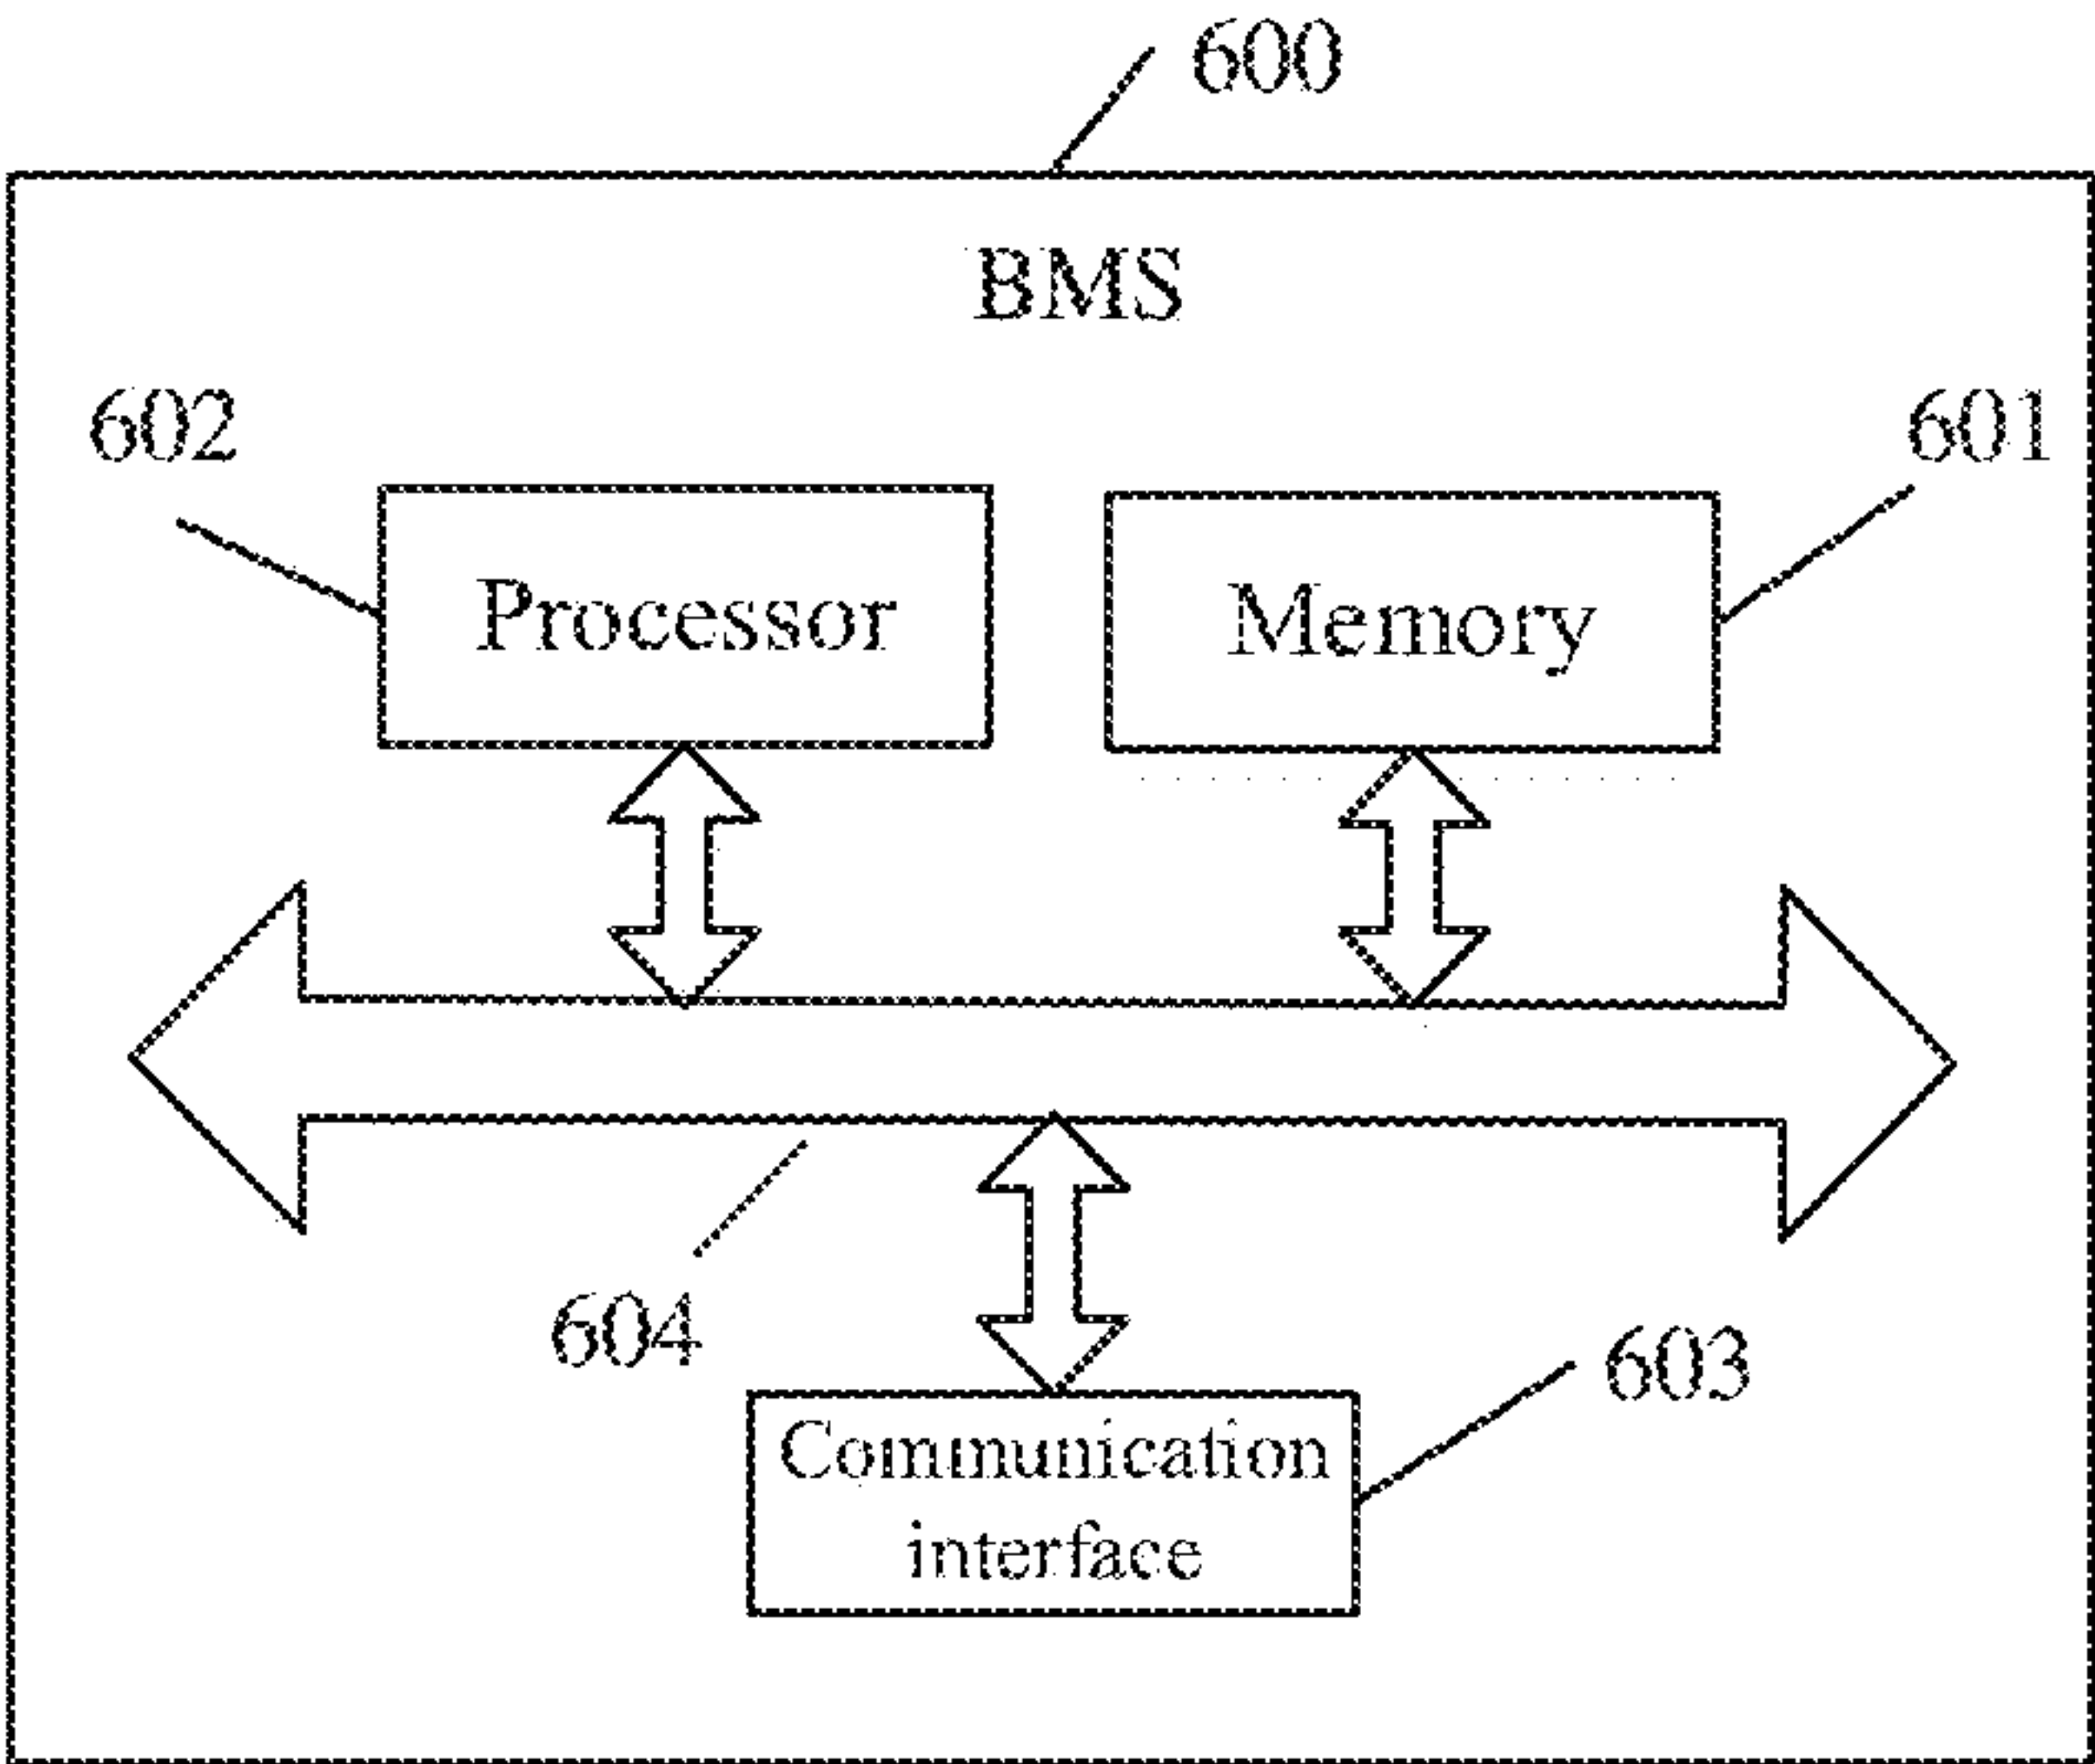 600
BMS
602
601
Processor
Memory
604
603
Communication
interface